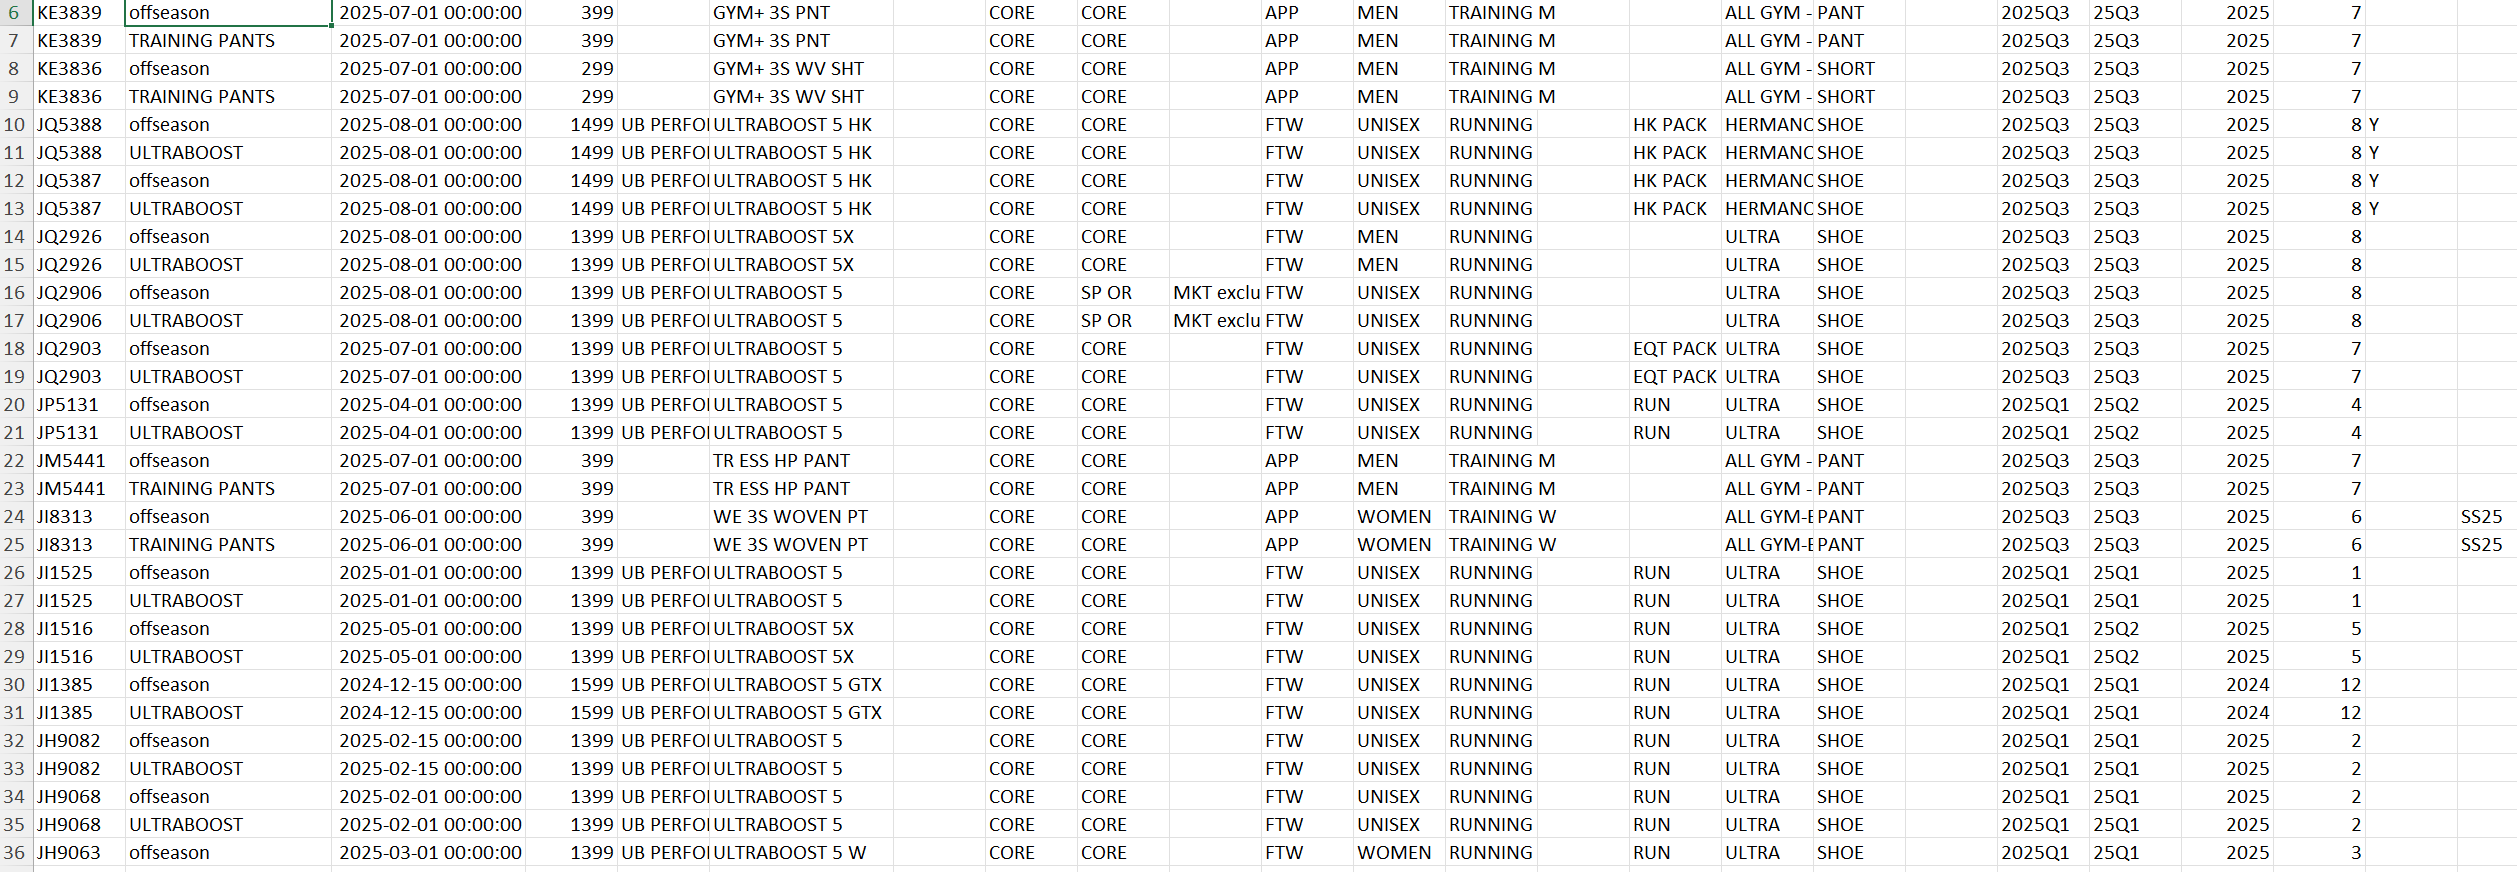 6 KE3839 offseason 2025-07-01 00:00:00 399 GYM+ 3S PNT CORE CORE APP MEN TRAINING M ALL GYM - PANT 2025Q3 25Q3 2025 7
7 KE3839 TRAINING PANTS 2025-07-01 00:00:00 399 GYM+ 3S PNT CORE CORE APP MEN TRAINING M ALL GYM - PANT 2025Q3 25Q3 2025 7
8 KE3836 offseason 2025-07-01 00:00:00 299 GYM+ 3S WV SHT CORE CORE APP MEN TRAINING M ALL GYM - SHORT 2025Q3 25Q3 2025 7
9 KE3836 TRAINING PANTS 2025-07-01 00:00:00 299 GYM+ 3S WV SHT CORE CORE APP MEN TRAINING M ALL GYM - SHORT 2025Q3 25Q3 2025 7
10 JQ5388 offseason 2025-08-01 00:00:00 1499 UB PERFO ULTRABOOST 5 HK CORE CORE FTW UNISEX RUNNING HK PACK HERMANO SHOE 2025Q3 25Q3 2025 8 Y
11 JQ5388 ULTRABOOST 2025-08-01 00:00:00 1499 UB PERFO ULTRABOOST 5 HK CORE CORE FTW UNISEX RUNNING HK PACK HERMANO SHOE 2025Q3 25Q3 2025 8 Y
12 JQ5387 offseason 2025-08-01 00:00:00 1499 UB PERFO ULTRABOOST 5 HK CORE CORE FTW UNISEX RUNNING HK PACK HERMANO SHOE 2025Q3 25Q3 2025 8 Y
13 JQ5387 ULTRABOOST 2025-08-01 00:00:00 1499 UB PERFO ULTRABOOST 5 HK CORE CORE FTW UNISEX RUNNING HK PACK HERMANO SHOE 2025Q3 25Q3 2025 8 Y
14 JQ2926 offseason 2025-08-01 00:00:00 1399 UB PERFO ULTRABOOST 5X CORE CORE FTW MEN RUNNING ULTRA SHOE 2025Q3 25Q3 2025 8
15 JQ2926 ULTRABOOST 2025-08-01 00:00:00 1399 UB PERFO ULTRABOOST 5X CORE CORE FTW MEN RUNNING ULTRA SHOE 2025Q3 25Q3 2025 8
16 JQ2906 offseason 2025-08-01 00:00:00 1399 UB PERFO ULTRABOOST 5 CORE SP OR MKT exclu FTW UNISEX RUNNING ULTRA SHOE 2025Q3 25Q3 2025 8
17 JQ2906 ULTRABOOST 2025-08-01 00:00:00 1399 UB PERFO ULTRABOOST 5 CORE SP OR MKT exclu FTW UNISEX RUNNING ULTRA SHOE 2025Q3 25Q3 2025 8
18 JQ2903 offseason 2025-07-01 00:00:00 1399 UB PERFO ULTRABOOST 5 CORE CORE FTW UNISEX RUNNING EQT PACK ULTRA SHOE 2025Q3 25Q3 2025 7
19 JQ2903 ULTRABOOST 2025-07-01 00:00:00 1399 UB PERFO ULTRABOOST 5 CORE CORE FTW UNISEX RUNNING EQT PACK ULTRA SHOE 2025Q3 25Q3 2025 7
20 JP5131 offseason 2025-04-01 00:00:00 1399 UB PERFO ULTRABOOST 5 CORE CORE FTW UNISEX RUNNING RUN ULTRA SHOE 2025Q1 25Q2 2025 4
21 JP5131 ULTRABOOST 2025-04-01 00:00:00 1399 UB PERFO ULTRABOOST 5 CORE CORE FTW UNISEX RUNNING RUN ULTRA SHOE 2025Q1 25Q2 2025 4
22 JM5441 offseason 2025-07-01 00:00:00 399 TR ESS HP PANT CORE CORE APP MEN TRAINING M ALL GYM - PANT 2025Q3 25Q3 2025 7
23 JM5441 TRAINING PANTS 2025-07-01 00:00:00 399 TR ESS HP PANT CORE CORE APP MEN TRAINING M ALL GYM - PANT 2025Q3 25Q3 2025 7
24 JI8313 offseason 2025-06-01 00:00:00 399 WE 3S WOVEN PT CORE CORE APP WOMEN TRAINING W ALL GYM-E PANT 2025Q3 25Q3 2025 6 SS25
25 JI8313 TRAINING PANTS 2025-06-01 00:00:00 399 WE 3S WOVEN PT CORE CORE APP WOMEN TRAINING W ALL GYM-E PANT 2025Q3 25Q3 2025 6 SS25
26 JI1525 offseason 2025-01-01 00:00:00 1399 UB PERFO ULTRABOOST 5 CORE CORE FTW UNISEX RUNNING RUN ULTRA SHOE 2025Q1 25Q1 2025 1
27 JI1525 ULTRABOOST 2025-01-01 00:00:00 1399 UB PERFO ULTRABOOST 5 CORE CORE FTW UNISEX RUNNING RUN ULTRA SHOE 2025Q1 25Q1 2025 1
28 JI1516 offseason 2025-05-01 00:00:00 1399 UB PERFO ULTRABOOST 5X CORE CORE FTW UNISEX RUNNING RUN ULTRA SHOE 2025Q1 25Q2 2025 5
29 JI1516 ULTRABOOST 2025-05-01 00:00:00 1399 UB PERFO ULTRABOOST 5X CORE CORE FTW UNISEX RUNNING RUN ULTRA SHOE 2025Q1 25Q2 2025 5
30 JI1385 offseason 2024-12-15 00:00:00 1599 UB PERFO ULTRABOOST 5 GTX CORE CORE FTW UNISEX RUNNING RUN ULTRA SHOE 2025Q1 25Q1 2024 12
31 JI1385 ULTRABOOST 2024-12-15 00:00:00 1599 UB PERFO ULTRABOOST 5 GTX CORE CORE FTW UNISEX RUNNING RUN ULTRA SHOE 2025Q1 25Q1 2024 12
32 JH9082 offseason 2025-02-15 00:00:00 1399 UB PERFO ULTRABOOST 5 CORE CORE FTW UNISEX RUNNING RUN ULTRA SHOE 2025Q1 25Q1 2025 2
33 JH9082 ULTRABOOST 2025-02-15 00:00:00 1399 UB PERFO ULTRABOOST 5 CORE CORE FTW UNISEX RUNNING RUN ULTRA SHOE 2025Q1 25Q1 2025 2
34 JH9068 offseason 2025-02-01 00:00:00 1399 UB PERFO ULTRABOOST 5 CORE CORE FTW UNISEX RUNNING RUN ULTRA SHOE 2025Q1 25Q1 2025 2
35 JH9068 ULTRABOOST 2025-02-01 00:00:00 1399 UB PERFO ULTRABOOST 5 CORE CORE FTW UNISEX RUNNING RUN ULTRA SHOE 2025Q1 25Q1 2025 2
36 JH9063 offseason 2025-03-01 00:00:00 1399 UB PERFO ULTRABOOST 5 W CORE CORE FTW WOMEN RUNNING RUN ULTRA SHOE 2025Q1 25Q1 2025 3